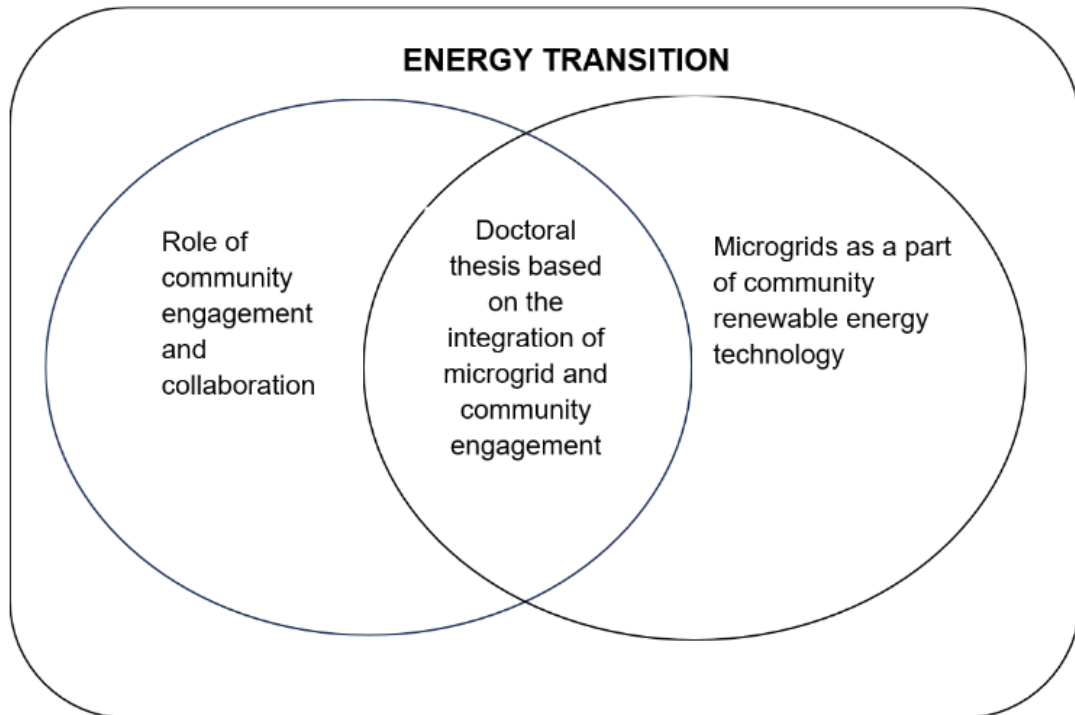 ENERGY TRANSITION
Role of
community
engagement
and
collaboration
Doctoral
thesis based
on the
integration of
microgrid and
community
engagement
Microgrids as a part
of community
renewable energy
technology